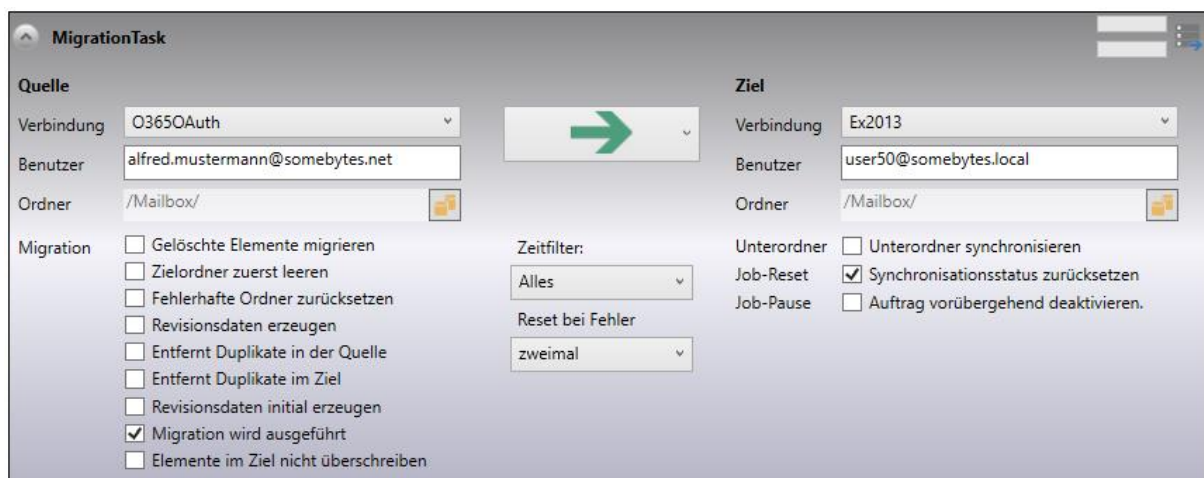 MigrationTask
Quelle
Verbindung O365OAuth
Benutzer alfred.mustermann@somebytes.net
Ordner /Mailbox/
Migration Gelöschte Elemente migrieren
Zielordner zuerst leeren
Fehlerhafte Ordner zurücksetzen
Revisionsdaten erzeugen
Entfernt Duplikate in der Quelle
Entfernt Duplikate im Ziel
Revisionsdaten initial erzeugen
Migration wird ausgeführt
Elemente im Ziel nicht überschreiben
Zeitfilter:
Alles
Reset bei Fehler
zweimal
Ziel
Verbindung Ex2013
Benutzer user50@somebytes.local
Ordner /Mailbox/
Unterordner Unterordner synchronisieren
Job-Reset Synchronisationsstatus zurücksetzen
Job-Pause Auftrag vorübergehend deaktivieren.